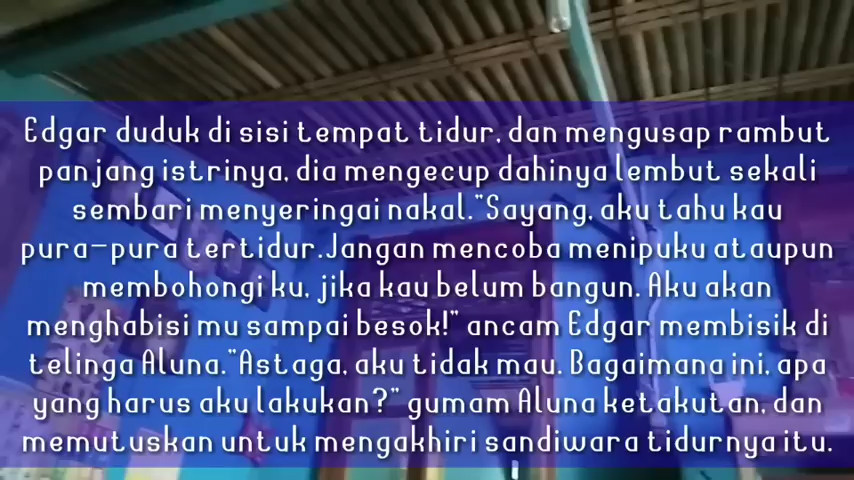 Edgar duduk di sisi tempat tidur, dan mengusap rambut
panjang istrinya, dia mengecup dahinya lembut sekali
sembari menyeringai nakal."Sayang, aku tahu kau
pura-pura tertidur.Jangan mencoba menipuku ataupun
membohongi ku, jika kau belum bangun. Aku akan
menghabisi mu sampai besok!" ancam Edgar membisik di
telinga Aluna."Astaga, aku tidak mau. Bagaimana ini, apa
yang harus aku lakukan?" gumam Aluna ketakutan, dan
memutuskan untuk mengakhiri sandiwara tidurnya itu.